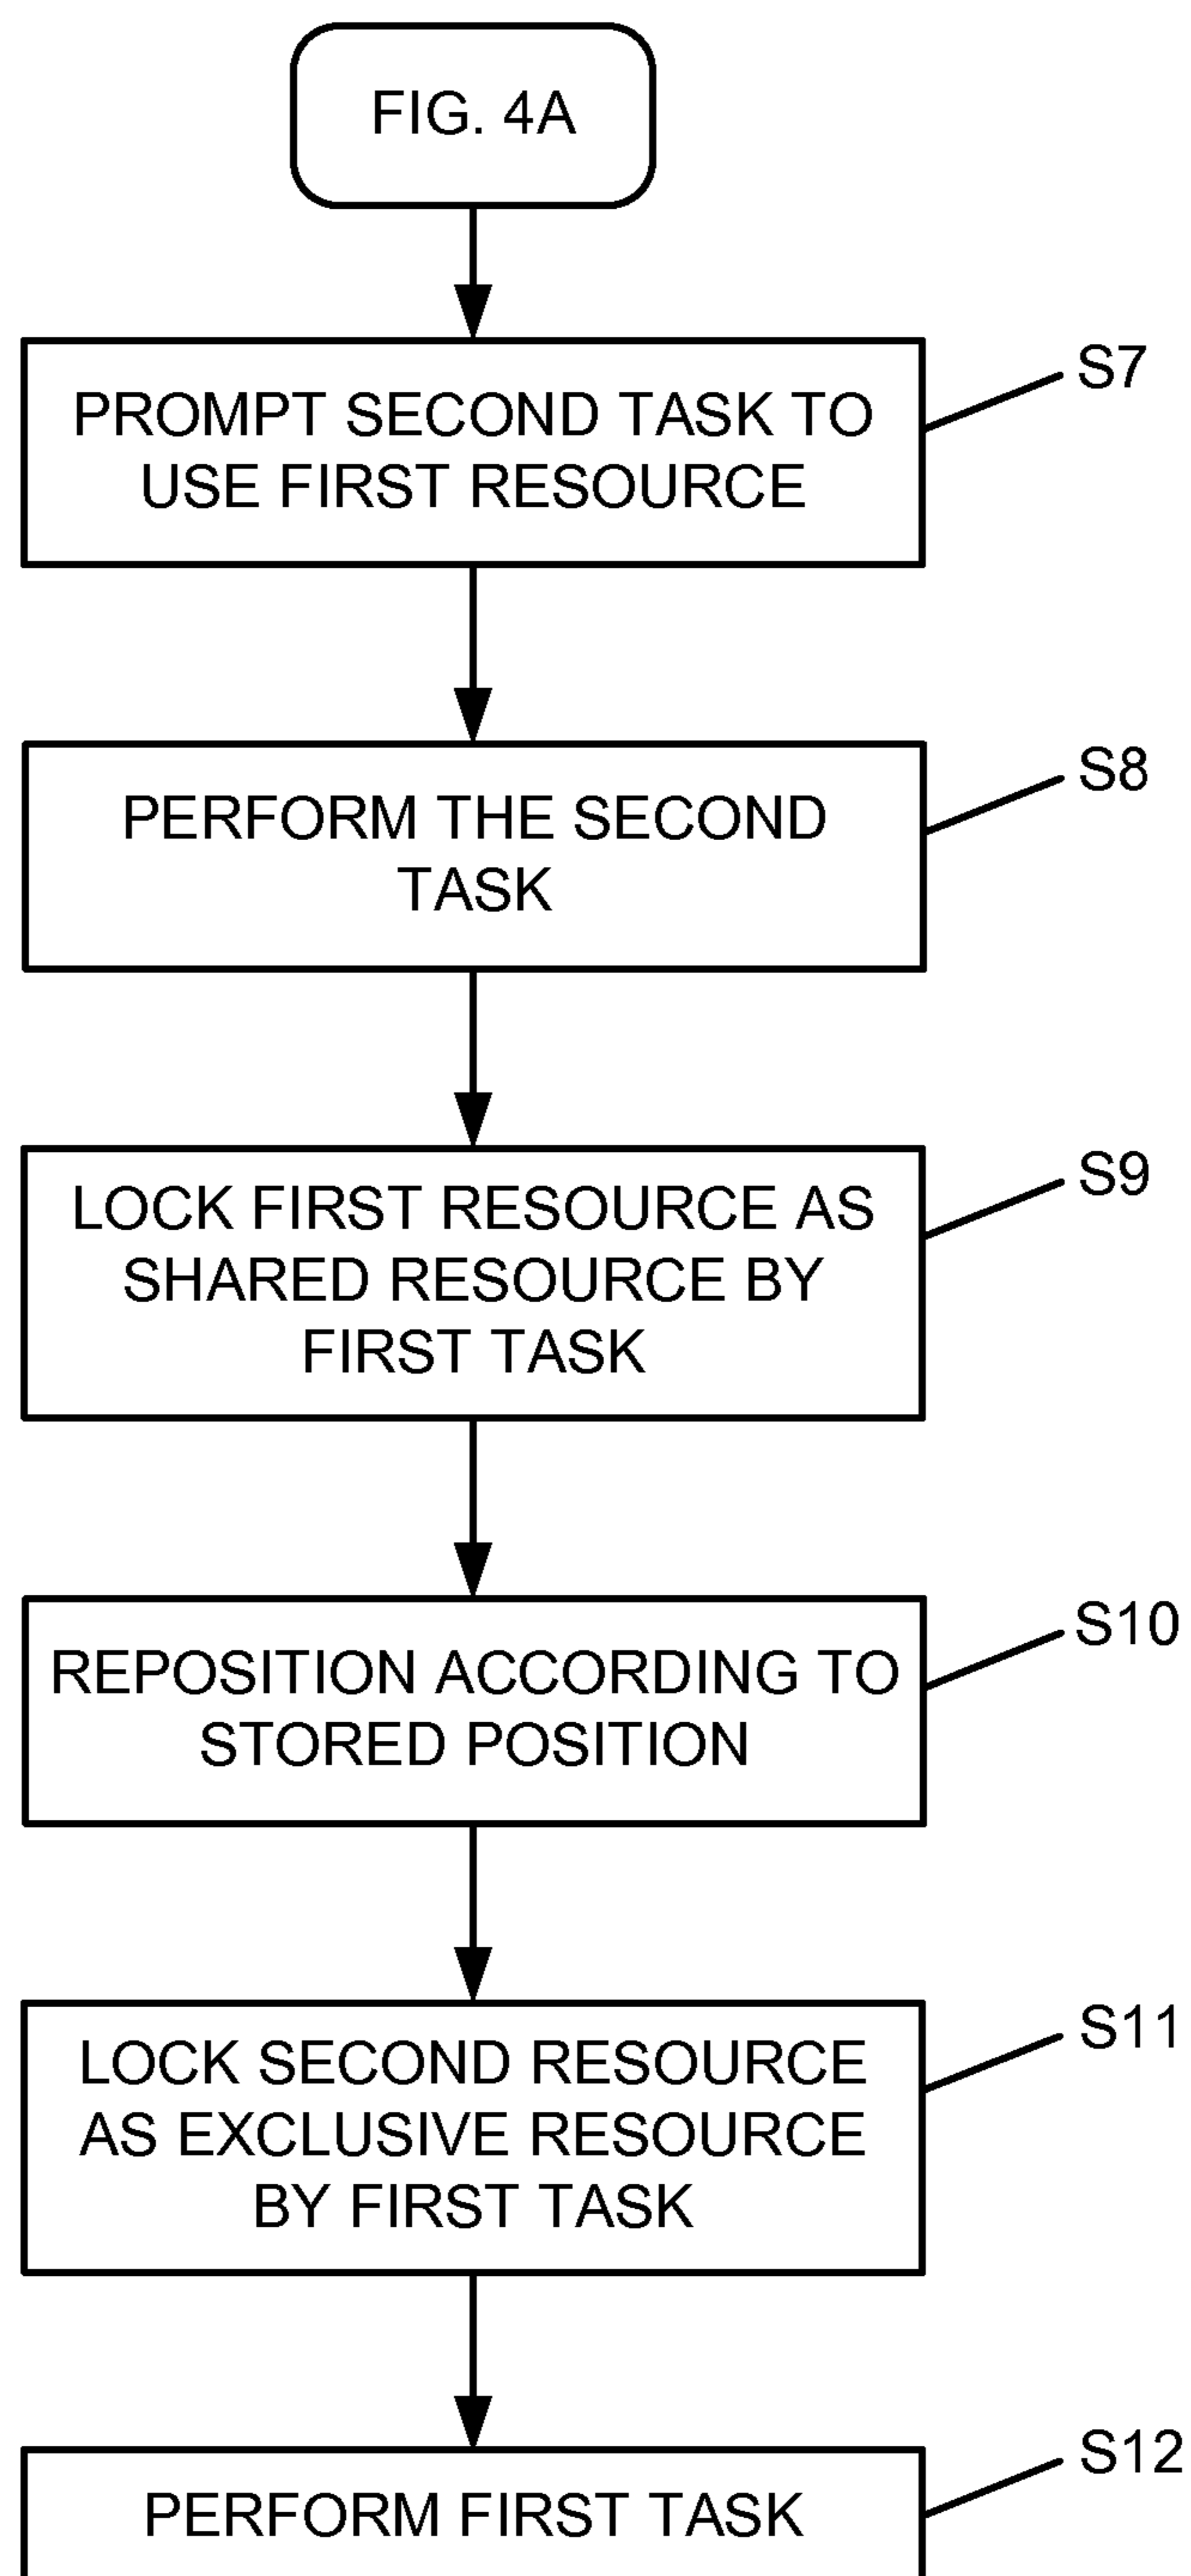 FIG. 4A
S7
PROMPT SECOND TASK TO
USE FIRST RESOURCE
S8
PERFORM THE SECOND
TASK
S9
LOCK FIRST RESOURCE AS
SHARED RESOURCE BY
FIRST TASK
S10
REPOSITION ACCORDING TO
STORED POSITION
S11
LOCK SECOND RESOURCE
AS EXCLUSIVE RESOURCE
BY FIRST TASK
S12
PERFORM FIRST TASK